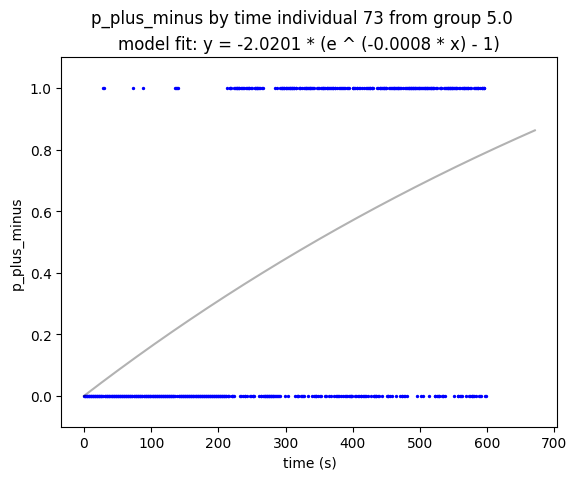 p_plus_minus by time individual 73 from group 5.0
model fit: y = -2.0201 * (e ^ (-0.0008 * x) - 1)
1.0
0.8
0.6
0.4
0.2
0.0
p_plus_minus
0 100 200 300 400 500 600 700
time (s)